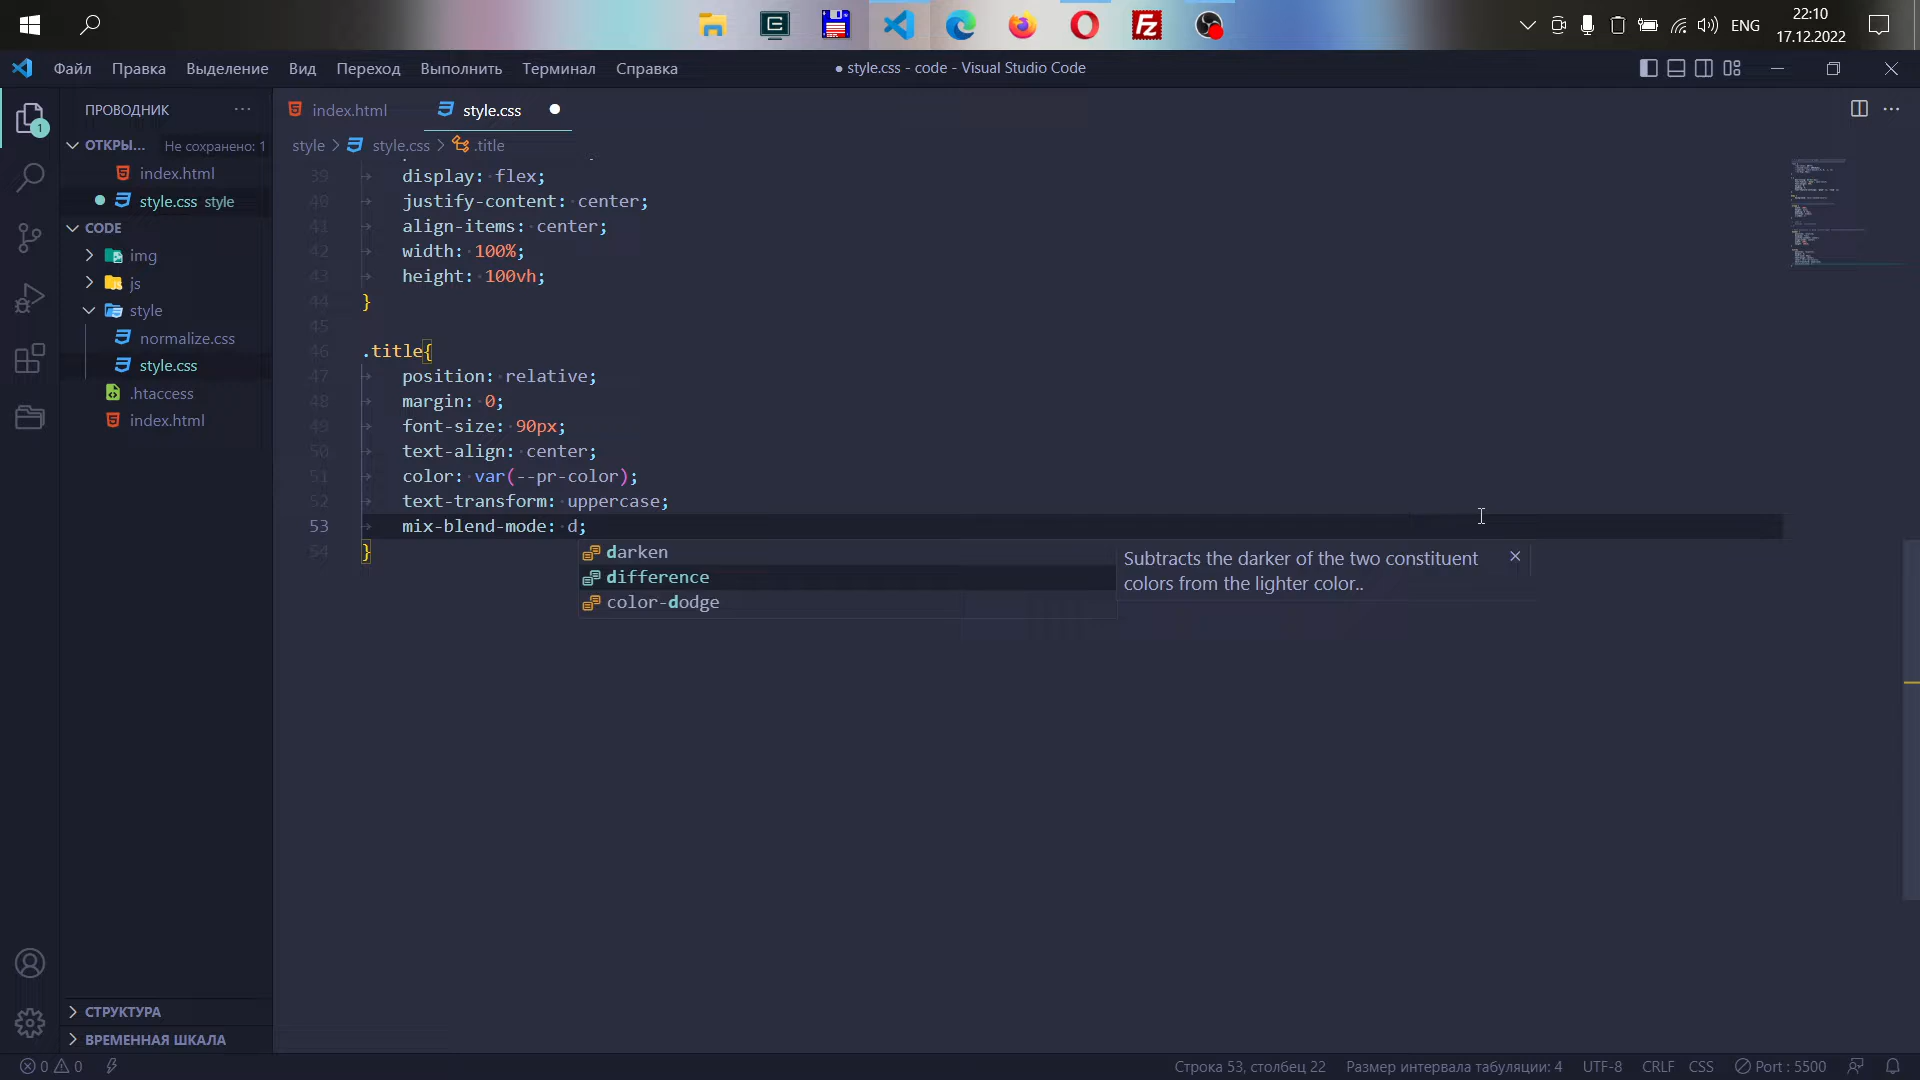 ENG
22:10
17.12.2022
Файл Правка Выделение Вид Переход Выполнить Терминал Справка
● style.css - code - Visual Studio Code
ПРОВОДНИК
index.html
style.css
ОТКРЫ... Не сохранено: 1
index.html
style.css style
CODE
img
js
style
normalize.css
style.css
.htaccess
index.html
СТРУКТУРА
ВРЕМЕННАЯ ШКАЛА
1
style > style.css > .title
39 display: flex;
40 justify-content: center;
41 align-items: center;
42 width: 100%;
43 height: 100vh;
44 }
45
46 .title{
47 position: relative;
48 margin: 0;
49 font-size: 90px;
50 text-align: center;
51 color: var(--pr-color);
52 text-transform: uppercase;
53 mix-blend-mode: d;
54 }
darken
difference
color-dodge
Subtracts the darker of the two constituent
colors from the lighter color..
0 0
Строка 53, столбец 22 Размер интервала табуляции: 4 UTF-8 CRLF CSS Port : 5500